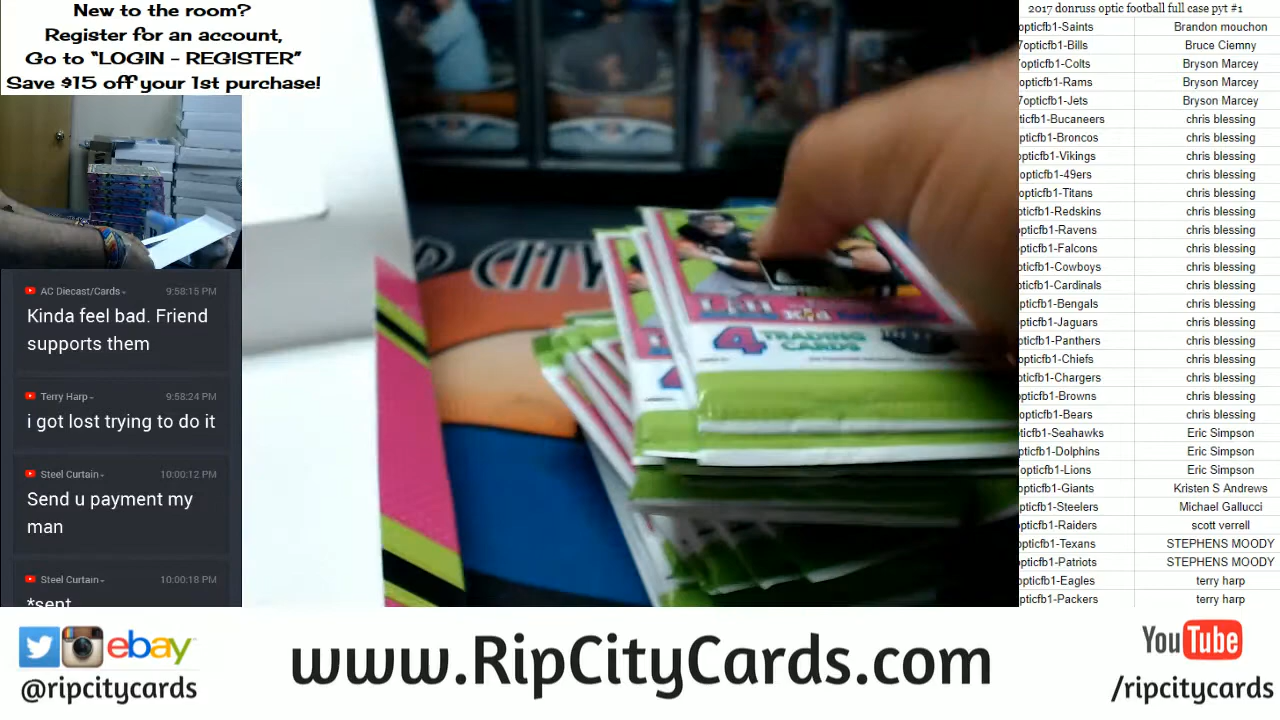 New to the room?
Register for an account,
Go to "LOGIN - REGISTER"
Save $15 off your 1st purchase!
AC Diecast/Cards
9:58:15 PM
Kinda feel bad. Friend
supports them
Terry Harp
9:58:24 PM
i got lost trying to do it
Steel Curtain
10:00:12 PM
Send u payment my
man
Steel Curtain
10:00:18 PM
*sent
P CITY
4 TRADING
CARDS
4
2017 donruss optic football full case pyt #1
opticfb1-Saints Brandon mouchon
7opticfb1-Bills Bruce Ciemny
7opticfb1-Colts Bryson Marcey
opticfb1-Rams Bryson Marcey
7opticfb1-Jets Bryson Marcey
opticfb1-Bucaneers chris blessing
opticfb1-Broncos chris blessing
opticfb1-Vikings chris blessing
opticfb1-49ers chris blessing
opticfb1-Titans chris blessing
opticfb1-Redskins chris blessing
opticfb1-Ravens chris blessing
opticfb1-Falcons chris blessing
opticfb1-Cowboys chris blessing
opticfb1-Cardinals chris blessing
opticfb1-Bengals chris blessing
opticfb1-Jaguars chris blessing
opticfb1-Panthers chris blessing
opticfb1-Chiefs chris blessing
opticfb1-Chargers chris blessing
opticfb1-Browns chris blessing
opticfb1-Bears chris blessing
opticfb1-Seahawks Eric Simpson
opticfb1-Dolphins Eric Simpson
7opticfb1-Lions Eric Simpson
opticfb1-Giants Kristen S Andrews
opticfb1-Steelers Michael Gallucci
opticfb1-Raiders scott verrell
opticfb1-Texans STEPHENS MOODY
opticfb1-Patriots STEPHENS MOODY
opticfb1-Eagles terry harp
opticfb1-Packers terry harp
ebay
@ripcitycards
www.RipCityCards.com
YouTube
/ripcitycards